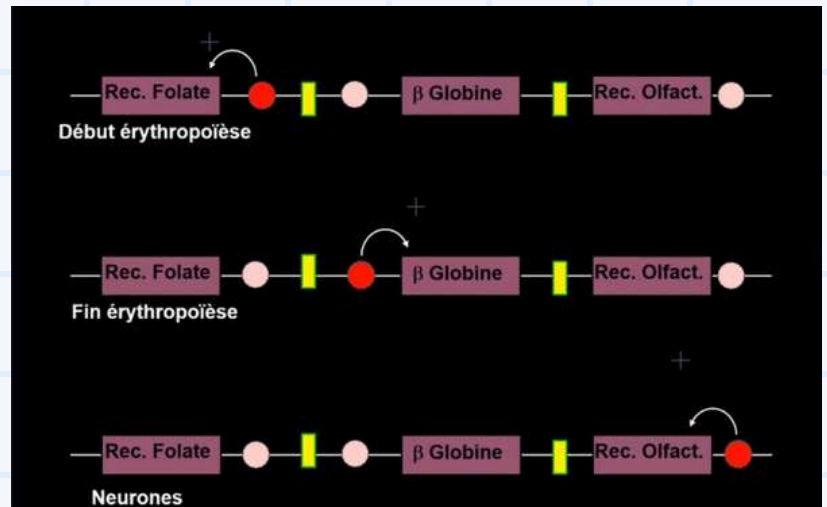 +
Rec. Folate β Globine Rec. Olfact.
Début érythropoïèse
+
Rec. Folate β Globine Rec. Olfact.
Fin érythropoïèse
+
Rec. Folate β Globine Rec. Olfact.
Neurones